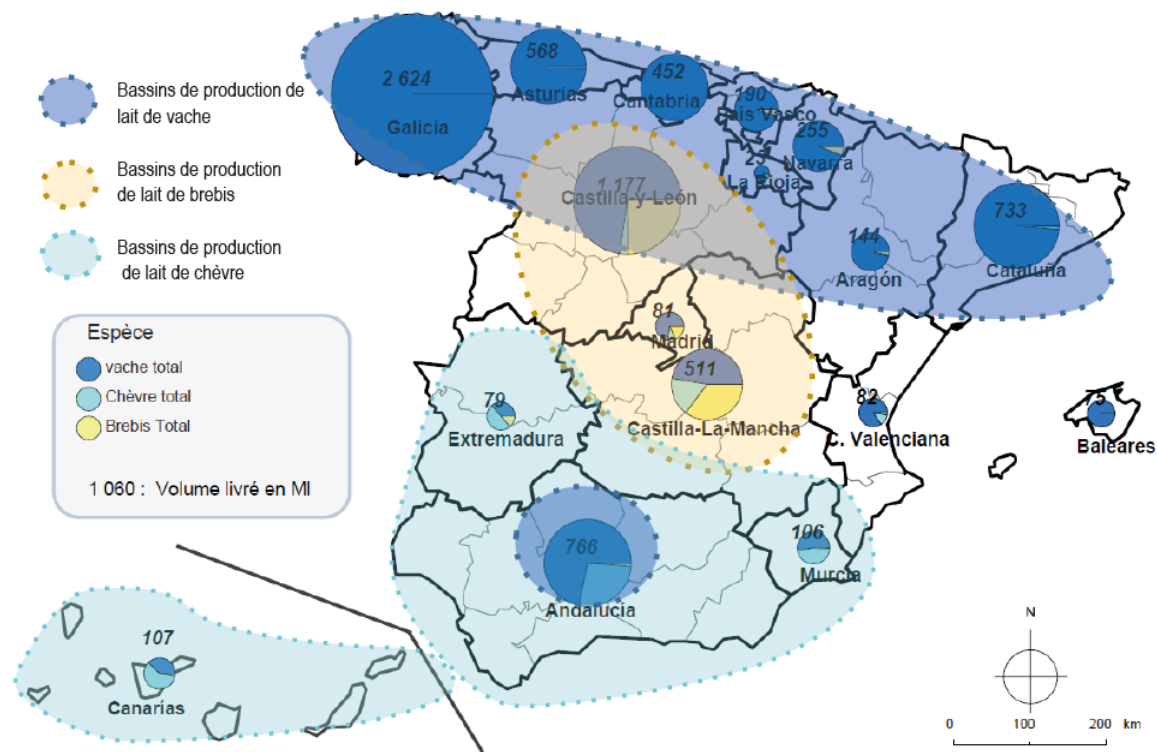 Bassins de production de
lait de vache
Bassins de production
de lait de brebis
Bassins de production
de lait de chèvre
Espèce
vache total
Chèvre total
Brebis Total
1 060 : Volume livré en Ml
2 624
Galicia
568
Asturias
452
Cantabria
190
País Vasco
255
Navarra
23
La Rioja
1 177
Castilla-y-León
733
Cataluña
144
Aragón
81
Madrid
511
Castilla-La-Mancha
79
Extremadura
82
C. Valenciana
75
Baleares
766
Andalucía
106
Murcia
107
Canarías
N
0 100 200 km